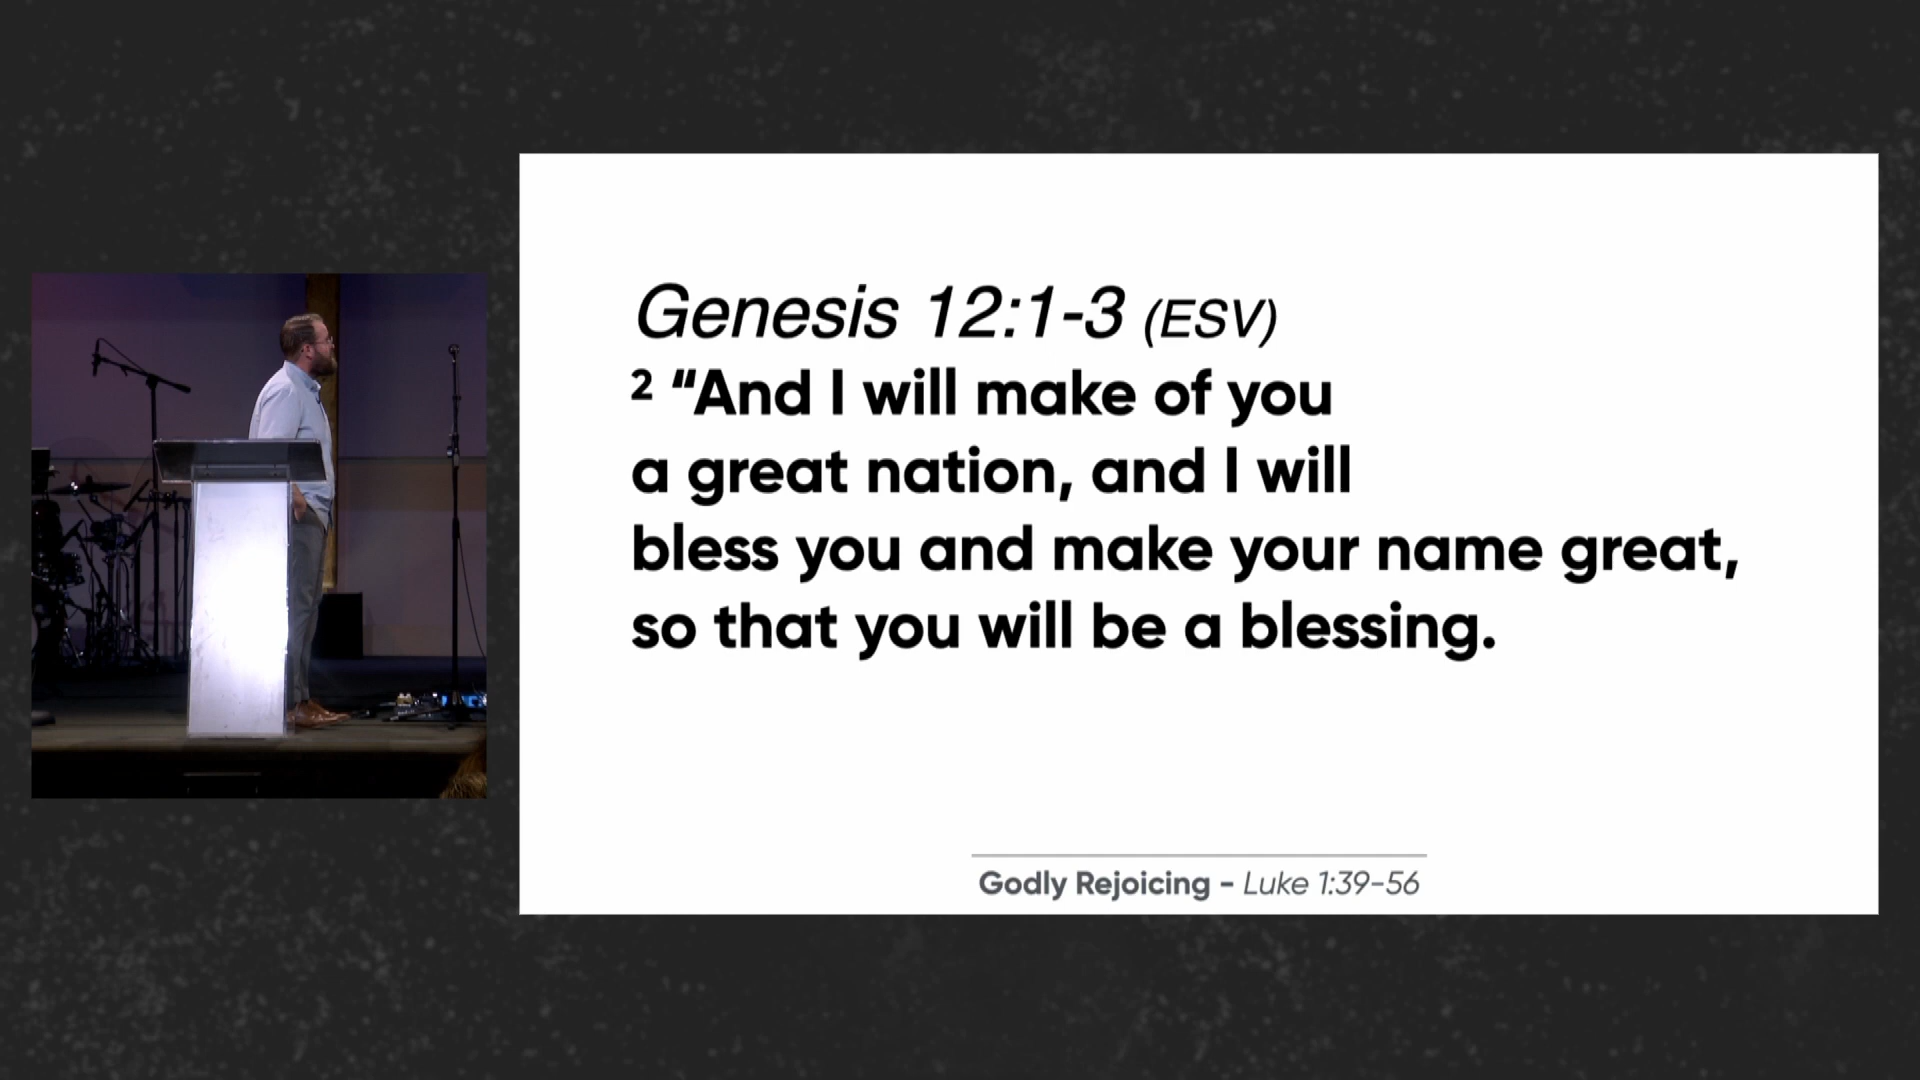 Genesis 12:1-3 (ESV)
² “And I will make of you
a great nation, and I will
bless you and make your name great,
so that you will be a blessing.
Godly Rejoicing - Luke 1:39-56